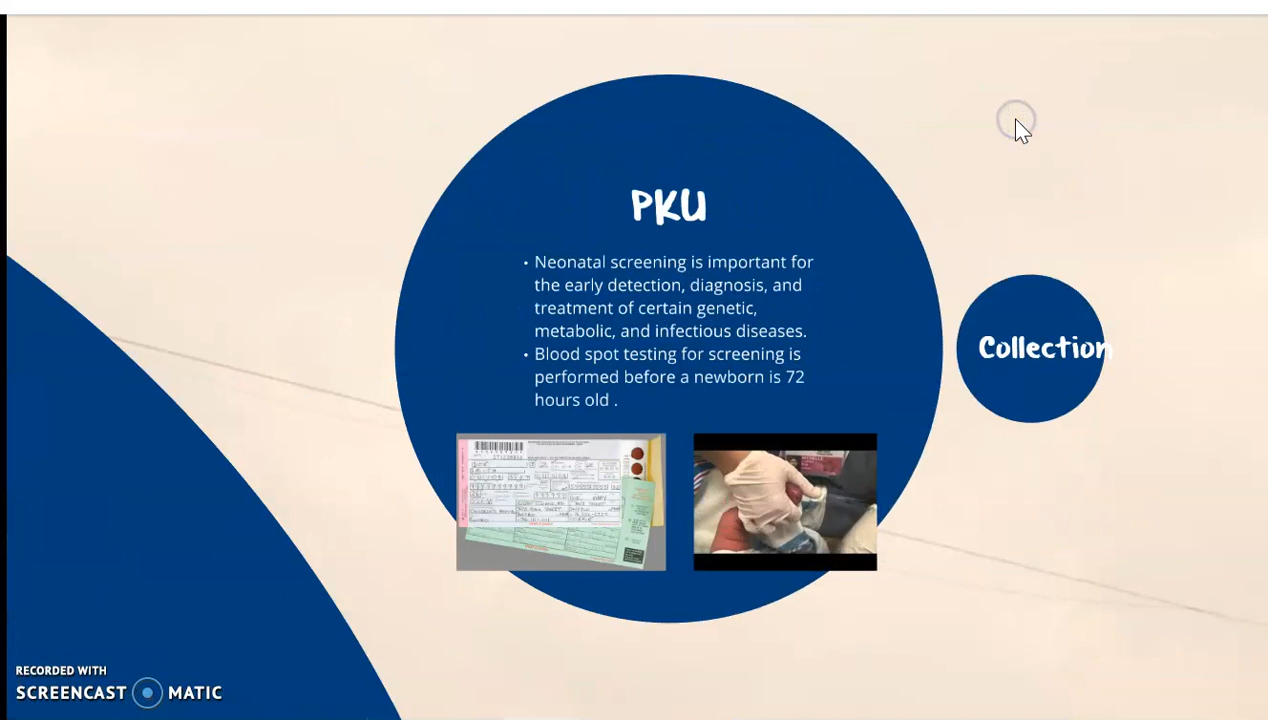 PKU
• Neonatal screening is important for
the early detection, diagnosis, and
treatment of certain genetic,
metabolic, and infectious diseases.
• Blood spot testing for screening is
performed before a newborn is 72
hours old .
Collection
RECORDED WITH
SCREENCAST MATIC